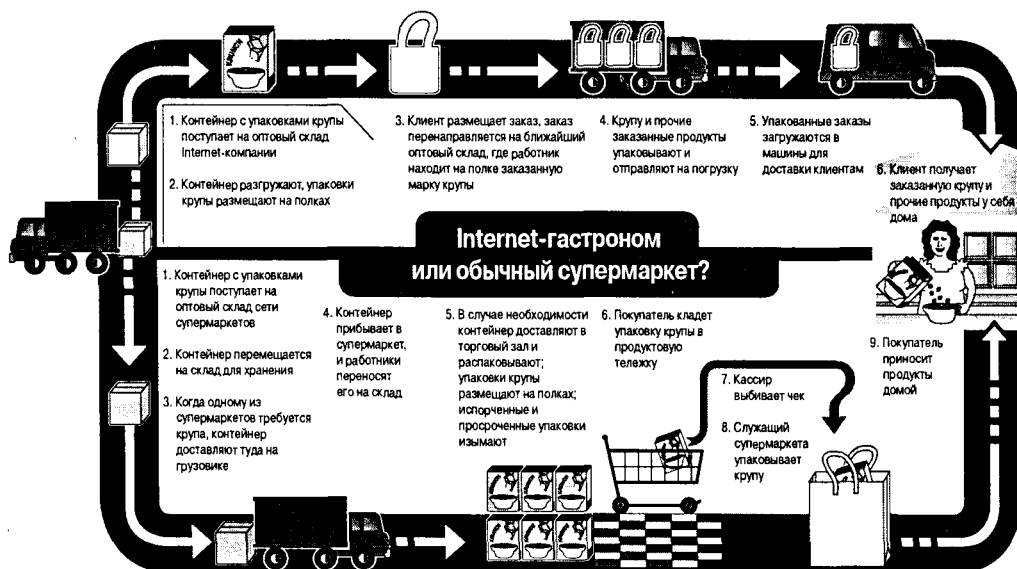 1. Контейнер с упаковками крупы
поступает на оптовый склад
Internet-компании
2. Контейнер разгружают, упаковки
крупы размещают на полках
3. Клиент размещает заказ, заказ
перенаправляется на ближайший
оптовый склад, где работник
находит на полке заказанную
марку крупы
4. Крупу и прочие
заказанные продукты
упаковывают и
отправляют на погрузку
5. Упакованные заказы
загружаются в
машины для
доставки клиентам
6. Клиент получает
заказанную крупу и
прочие продукты у себя
дома
Internet-гастроном
или обычный супермаркет?
1. Контейнер с упаковками
крупы поступает на
оптовый склад сети
супермаркетов
2. Контейнер перемещается
на склад для хранения
3. Когда одному из
супермаркетов требуется
крупа, контейнер
доставляют туда на
грузовике
4. Контейнер
прибывает в
супермаркет,
и работники
переносят
его на склад
5. В случае необходимости
контейнер доставляют в
торговый зал и
распаковывают;
упаковки крупы
размещают на полках;
испорченные и
просроченные упаковки
изымают
6. Покупатель кладет
упаковку крупы в
продуктовую
тележку
7. Кассир
выбивает чек
8. Служащий
супермаркета
упаковывает
крупу
9. Покупатель
приносит
продукты
домой